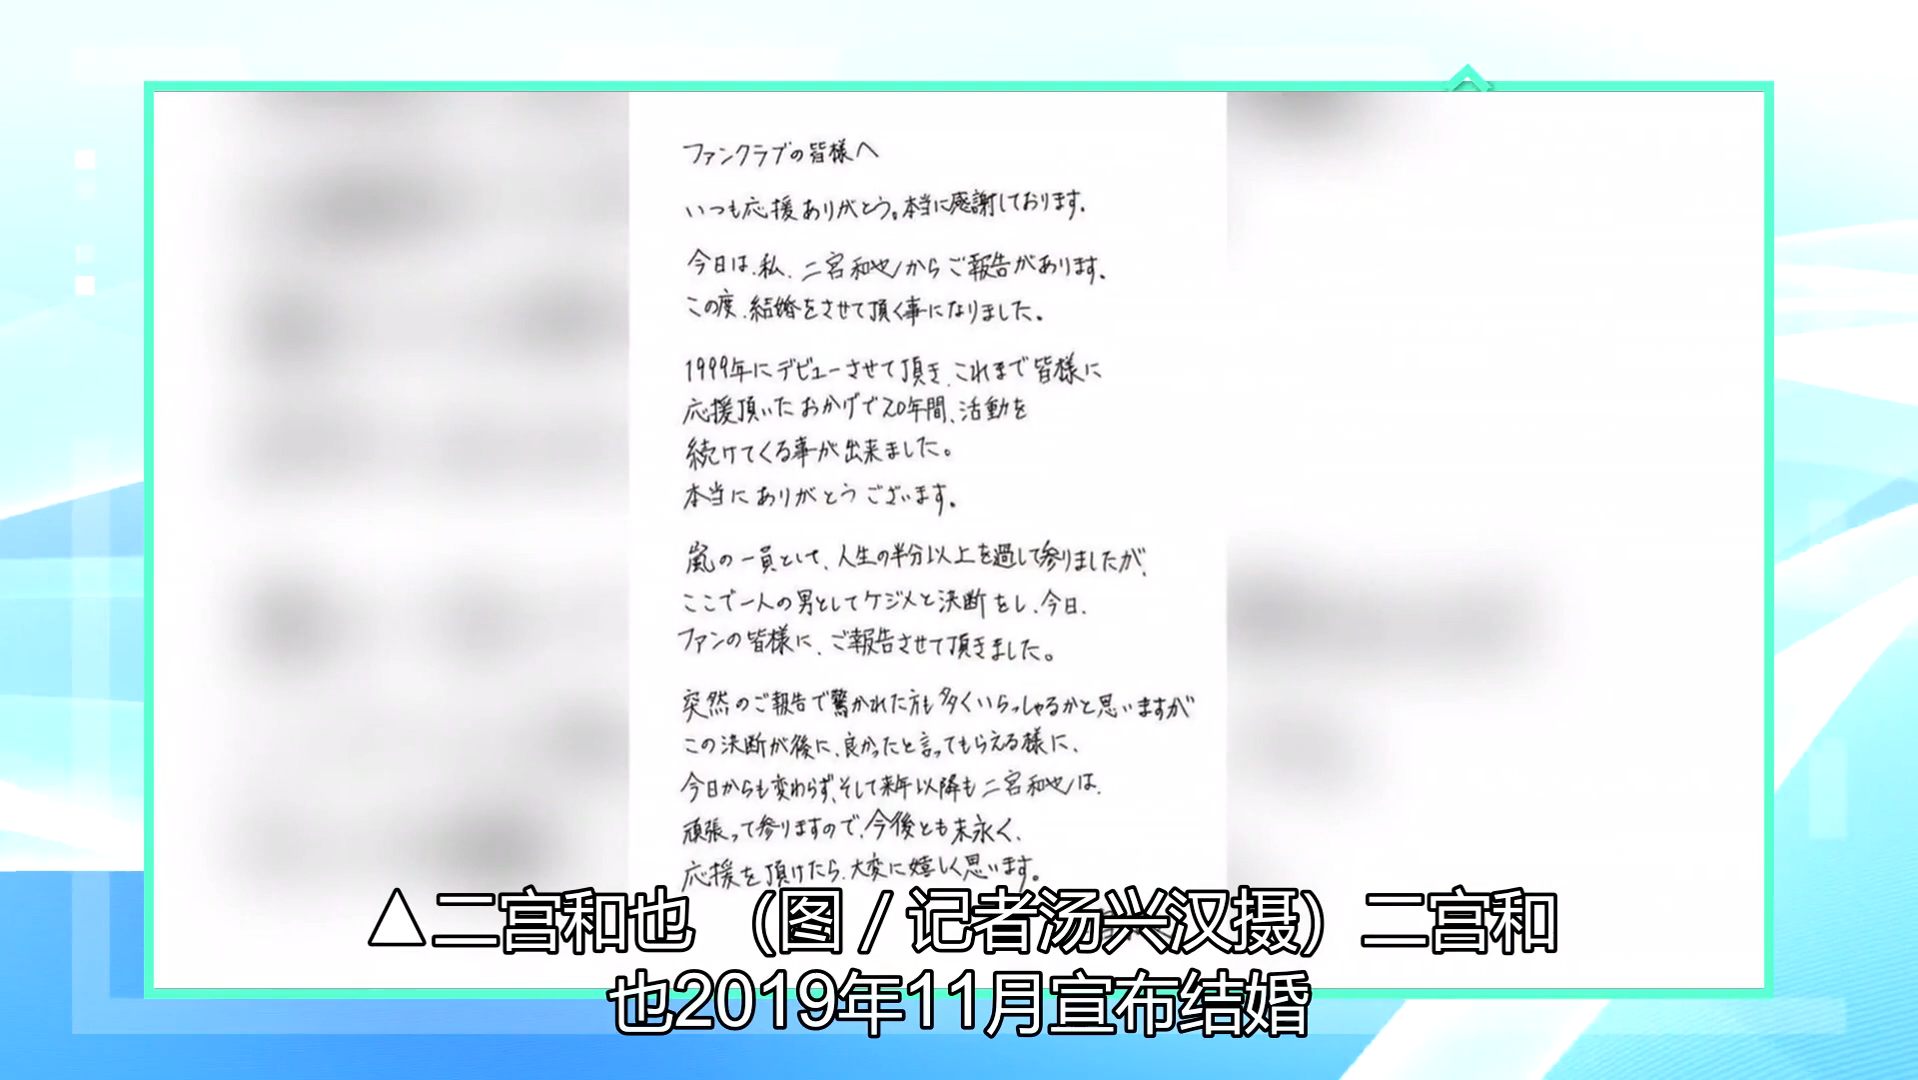 ファンクラブの皆様へ
いつも応援ありがとう。本当に感謝しております。
今日は、私、二宮和也からご報告があります。
この度、結婚をさせて頂く事になりました。
1999年にデビューさせて頂き、これまで皆様に
応援頂いたおかげで20年間、活動を
続けてくる事が出来ました。
本当にありがとうございます。
嵐の一員として、人生の半分以上を過して参りましたが、
ここで一人の男としてケジメと決断をし、今日、
ファンの皆様に、ご報告させて頂きました。
突然のご報告で驚かれた方も多くいらっしゃるかと思いますが
この決断が後に、良かったと言ってもらえる様に、
今日からも変わらず、そして来年以降も二宮和也は、
頑張って参りますので、今後とも末永く、
応援を頂けたら、大変に嬉しく思います。
△二宫和也 （图／记者汤兴汉摄）二宫和
也2019年11月宣布结婚